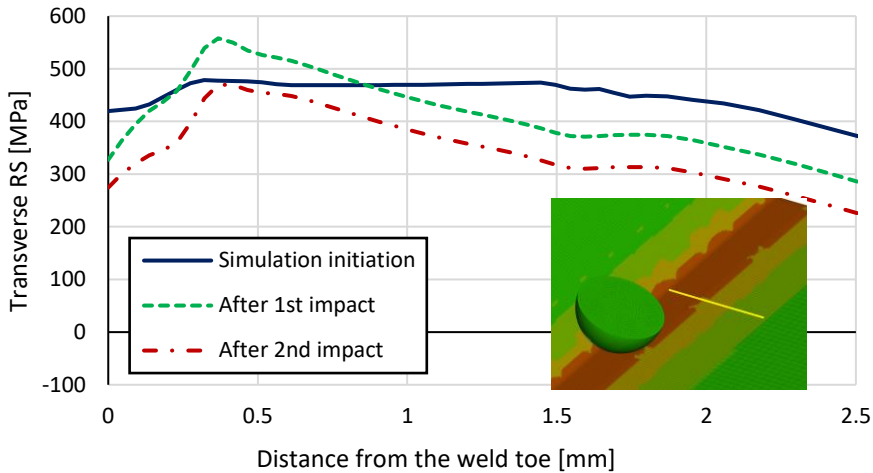 600
500
400
300
200
100
0
-100
Transverse RS [MPa]
Simulation initiation
After 1st impact
After 2nd impact
0 0.5 1 1.5 2 2.5
Distance from the weld toe [mm]